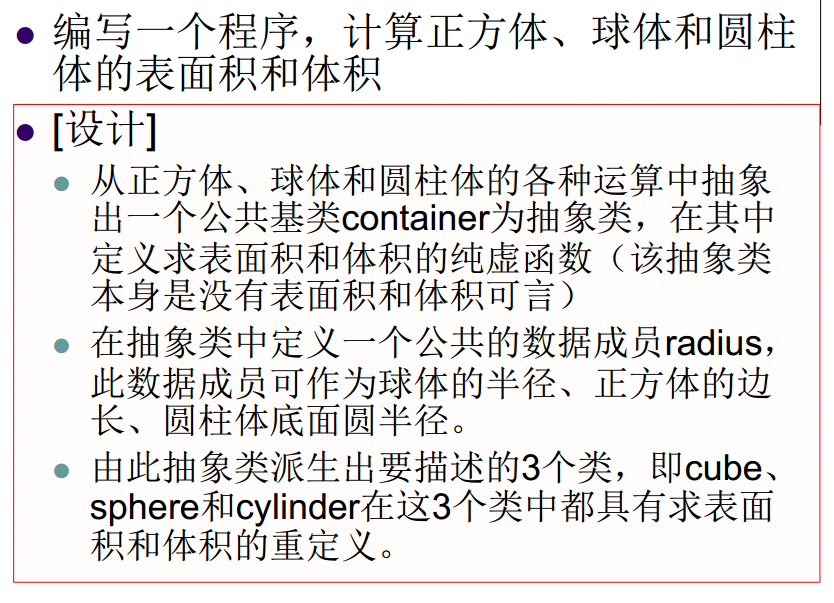 编写一个程序，计算正方体、球体和圆柱
体的表面积和体积
[设计]
从正方体、球体和圆柱体的各种运算中抽象
出一个公共基类container为抽象类，在其中
定义求表面积和体积的纯虚函数（该抽象类
本身是没有表面积和体积可言）
在抽象类中定义一个公共的数据成员radius，
此数据成员可作为球体的半径、正方体的边
长、圆柱体底面圆半径。
由此抽象类派生出要描述的3个类，即cube、
sphere和cylinder在这3个类中都具有求表面
积和体积的重定义。